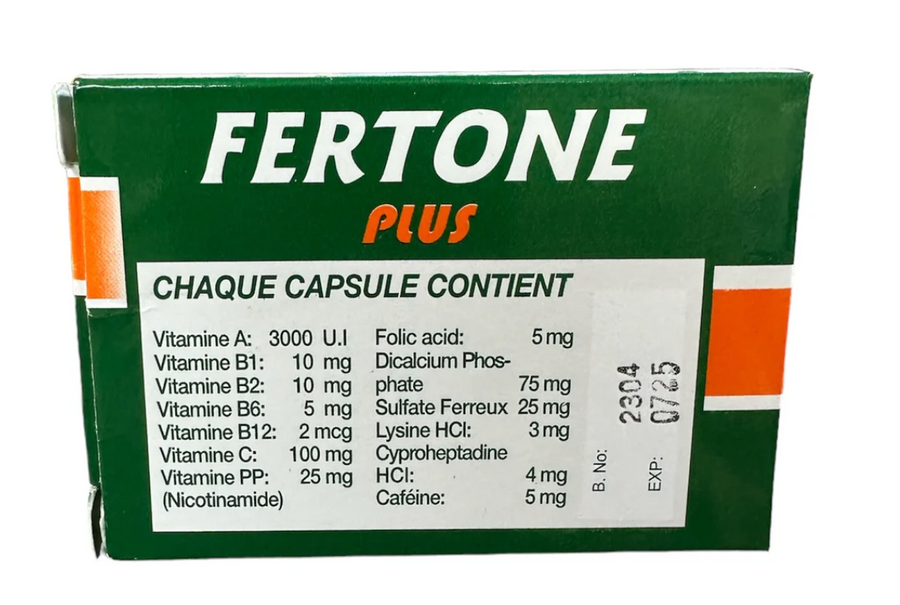 FERTONE
PLUS
CHAQUE CAPSULE CONTIENT
Vitamine A: 3000 U.I
Vitamine B1: 10 mg
Vitamine B2: 10 mg
Vitamine B6: 5 mg
Vitamine B12: 2 mcg
Vitamine C: 100 mg
Vitamine PP: 25 mg
(Nicotinamide)
Folic acid: 5 mg
Dicalcium Phos-
phate 75 mg
Sulfate Ferreux 25 mg
Lysine HCl: 3 mg
Cyproheptadine
HCl: 4 mg
Caféine: 5 mg
B. No: 2304
EXP: 0725